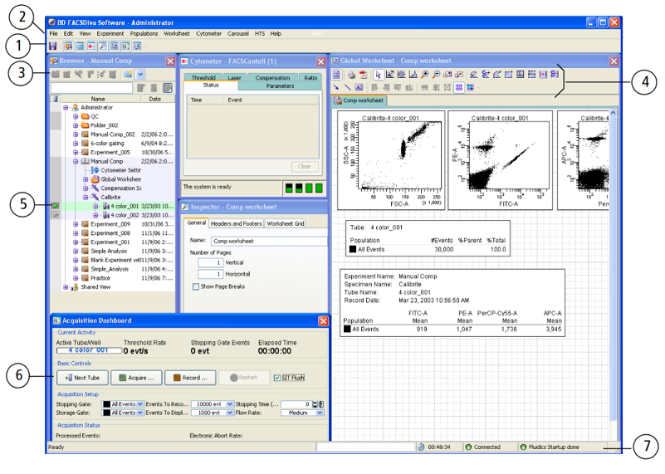 BD FACSDiva Software - Administrator
File Edit View Experiment Populations Worksheet Cytometer Carousel HTS Help
1
2
3
4
5
6
7
Browser - Manual Comp
Name Date
Administrator
QC
Folder_002
Manual Comp_002 2/2/06 2:0...
6-color gating 6/9/04 8:2...
Experiment_005 10/30/06 5...
Manual Comp 2/2/06 2:0...
Cytometer Settin
Global Workshee
Compensation Sc
Calibrite
4 color_001 3/23/03 10...
4 color_002 3/23/03 10...
Experiment_009 10/31/06 3...
Experiment_008 11/1/06 11...
Experiment_001 11/9/06 2:...
Simple Analysis 11/9/06 3:...
Blank Experiment wit 11/9/06 3:...
Simple_Analysis 11/9/06 4:...
Practice 11/9/06 7:...
Shared View
Cytometer - FACSCantoII (1)
Threshold Laser Compensation Ratio
Status Parameters
Time Event
Clear
The system is ready
Inspector - Comp worksheet
General Headers and Footers Worksheet Grid
Name: Comp worksheet
Number of Pages
1 Vertical
1 Horizontal
Show Page Breaks
Global Worksheet - Comp worksheet
Comp worksheet
Calibrite-4 color_001
SSC-A (x 1,000)
FSC-A (x 1,000)
Calibrite-4 color_001
PE-A
FITC-A
Calibrite-4 color_001
APC-A
Tube: 4 color_001
Population #Events %Parent %Total
All Events 30,000 100.0
Experiment Name: Manual Comp
Specimen Name: Calibrite
Tube Name: 4 color_001
Record Date: Mar 23, 2003 10:58:59 AM
FITC-A PE-A PerCP-Cy55-A APC-A
Population Mean Mean Mean Mean
All Events 919 1,047 1,738 3,945
Acquisition Dashboard
Current Activity
Active Tube/Well Threshold Rate Stopping Gate Events Elapsed Time
4 color 001 0 evt/s 0 evt 00:00:00
Basic Controls
Next Tube Acquire ... Record ... Restart SIT Flush
Acquisition Setup
Stopping Gate: All Events Events To Reco... 10000 evt Stopping Time (... 0
Storage Gate: All Events Events To Displ... 1000 evt Flow Rate: Medium
Acquisition Status
Processed Events: Electronic Abort Rate:
Ready 00:48:34 Connected Fluidics Startup done